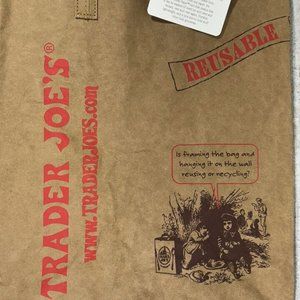 TRADER JOE'S®
www.TRADERJOES.com
REUSABLE
Is framing the bag and
hanging it on the wall
reusing or recycling?